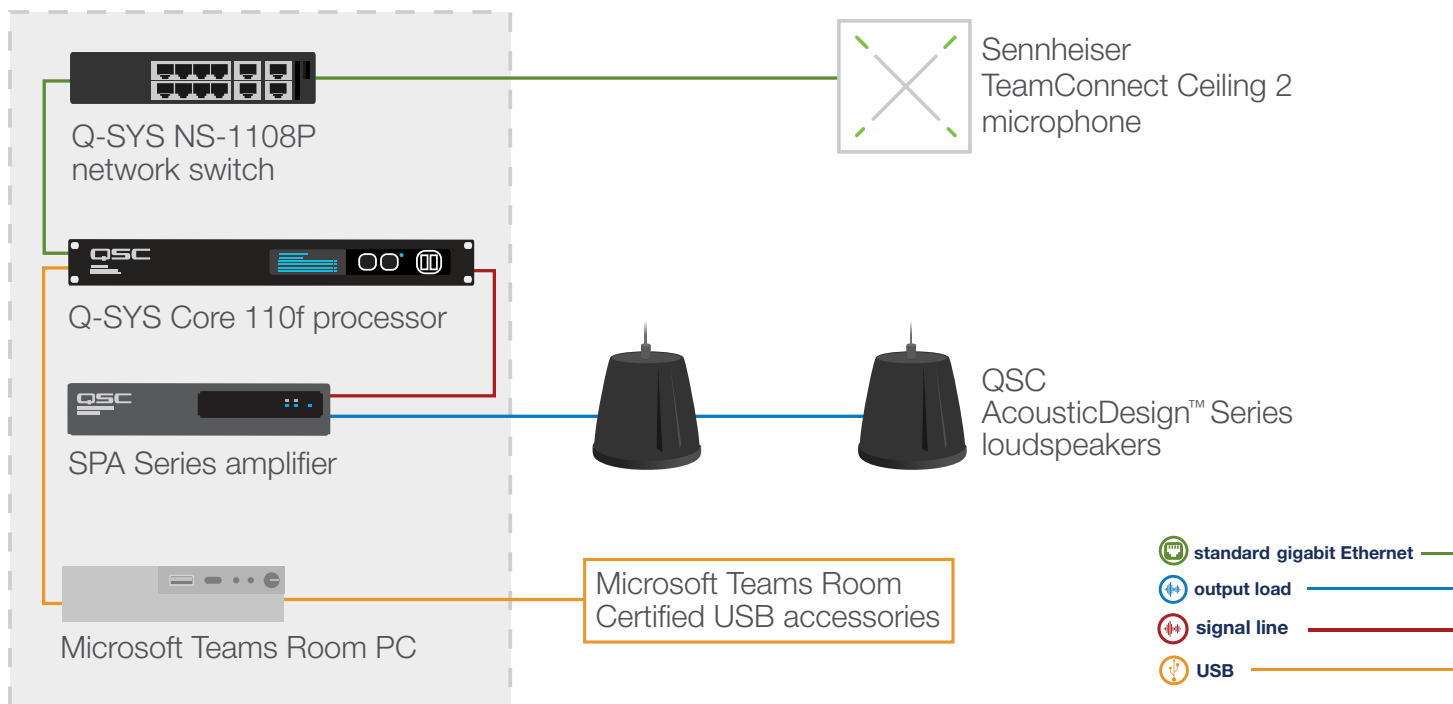 Q-SYS NS-1108P
network switch
Sennheiser
TeamConnect Ceiling 2
microphone
QSC
Q-SYS Core 110f processor
QSC
SPA Series amplifier
QSC
AcousticDesign™ Series
loudspeakers
Microsoft Teams Room PC
Microsoft Teams Room
Certified USB accessories
standard gigabit Ethernet
output load
signal line
USB